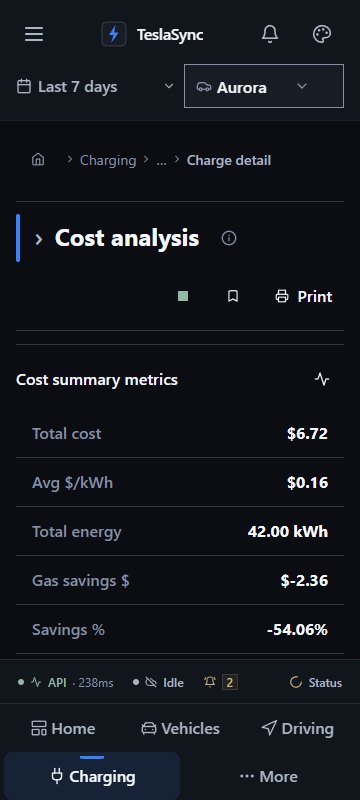 TeslaSync
Last 7 days
Aurora
Charging ... Charge detail
Cost analysis
Print
Cost summary metrics
Total cost $6.72
Avg $/kWh $0.16
Total energy 42.00 kWh
Gas savings $ $-2.36
Savings % -54.06%
API · 238ms Idle 2 Status
Home Vehicles Driving
Charging More